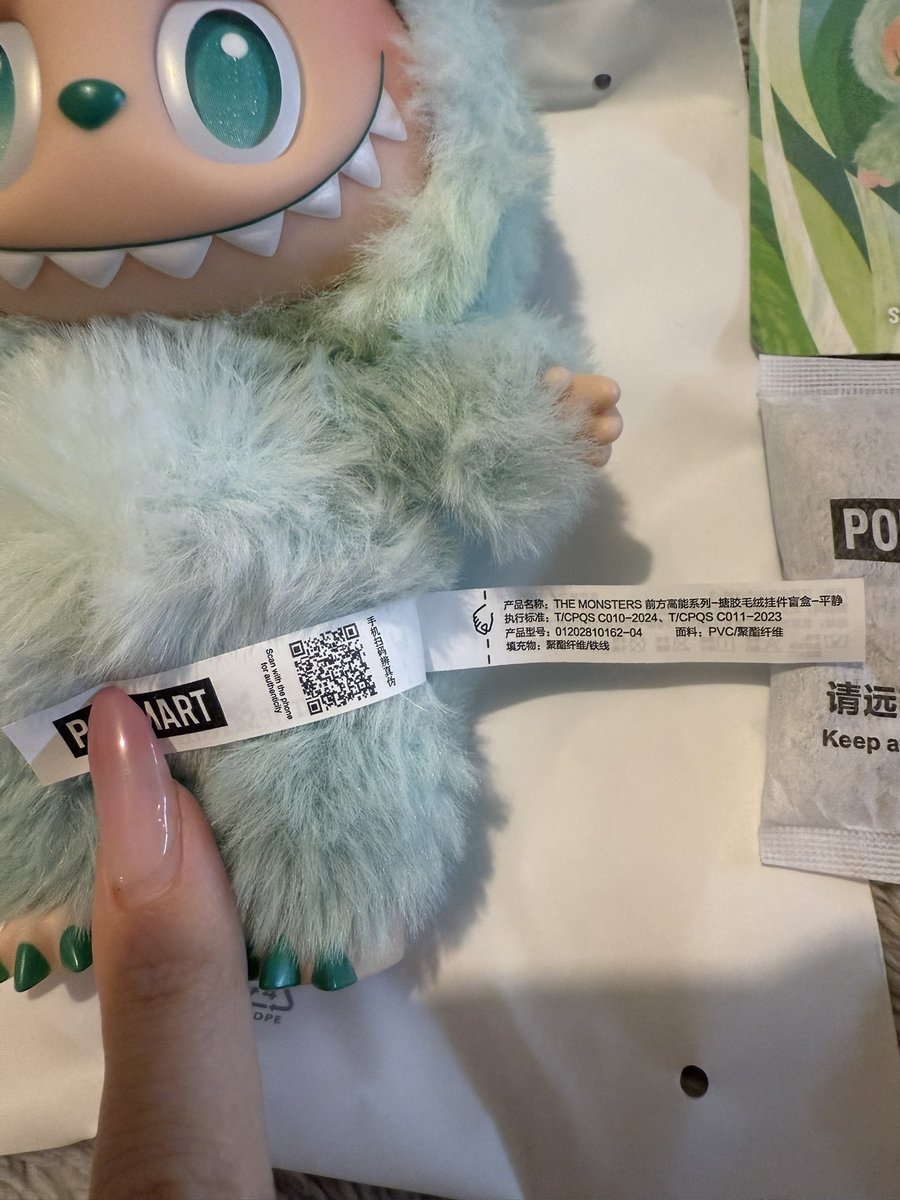 S
PO
产品名称：THE MONSTERS 前方高能系列-搪胶毛绒挂件盲盒-平静
执行标准：T/CPQS C010-2024、T/CPQS C011-2023
产品型号：01202810162-04 面料：PVC/聚酯纤维
填充物：聚酯纤维/铁线
手机扫码辨真伪
Scan with the phone
for authenticity
P MART
请远
Keep a
DPE